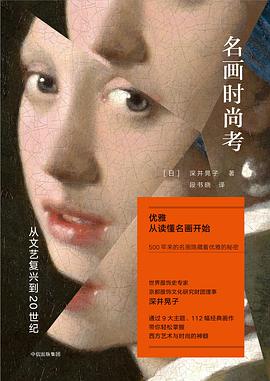 名画时尚考
[日] 深井晃子 著
段书晓 译
优雅
从读懂名画开始
500年来的名画隐藏着优雅的秘密
世界服饰史专家
京都服饰文化研究财团理事
深井晃子
通过9大主题、112幅经典画作
带你轻松掌握
西方艺术与时尚的神髓
从文艺复兴到20世纪
中信出版集团